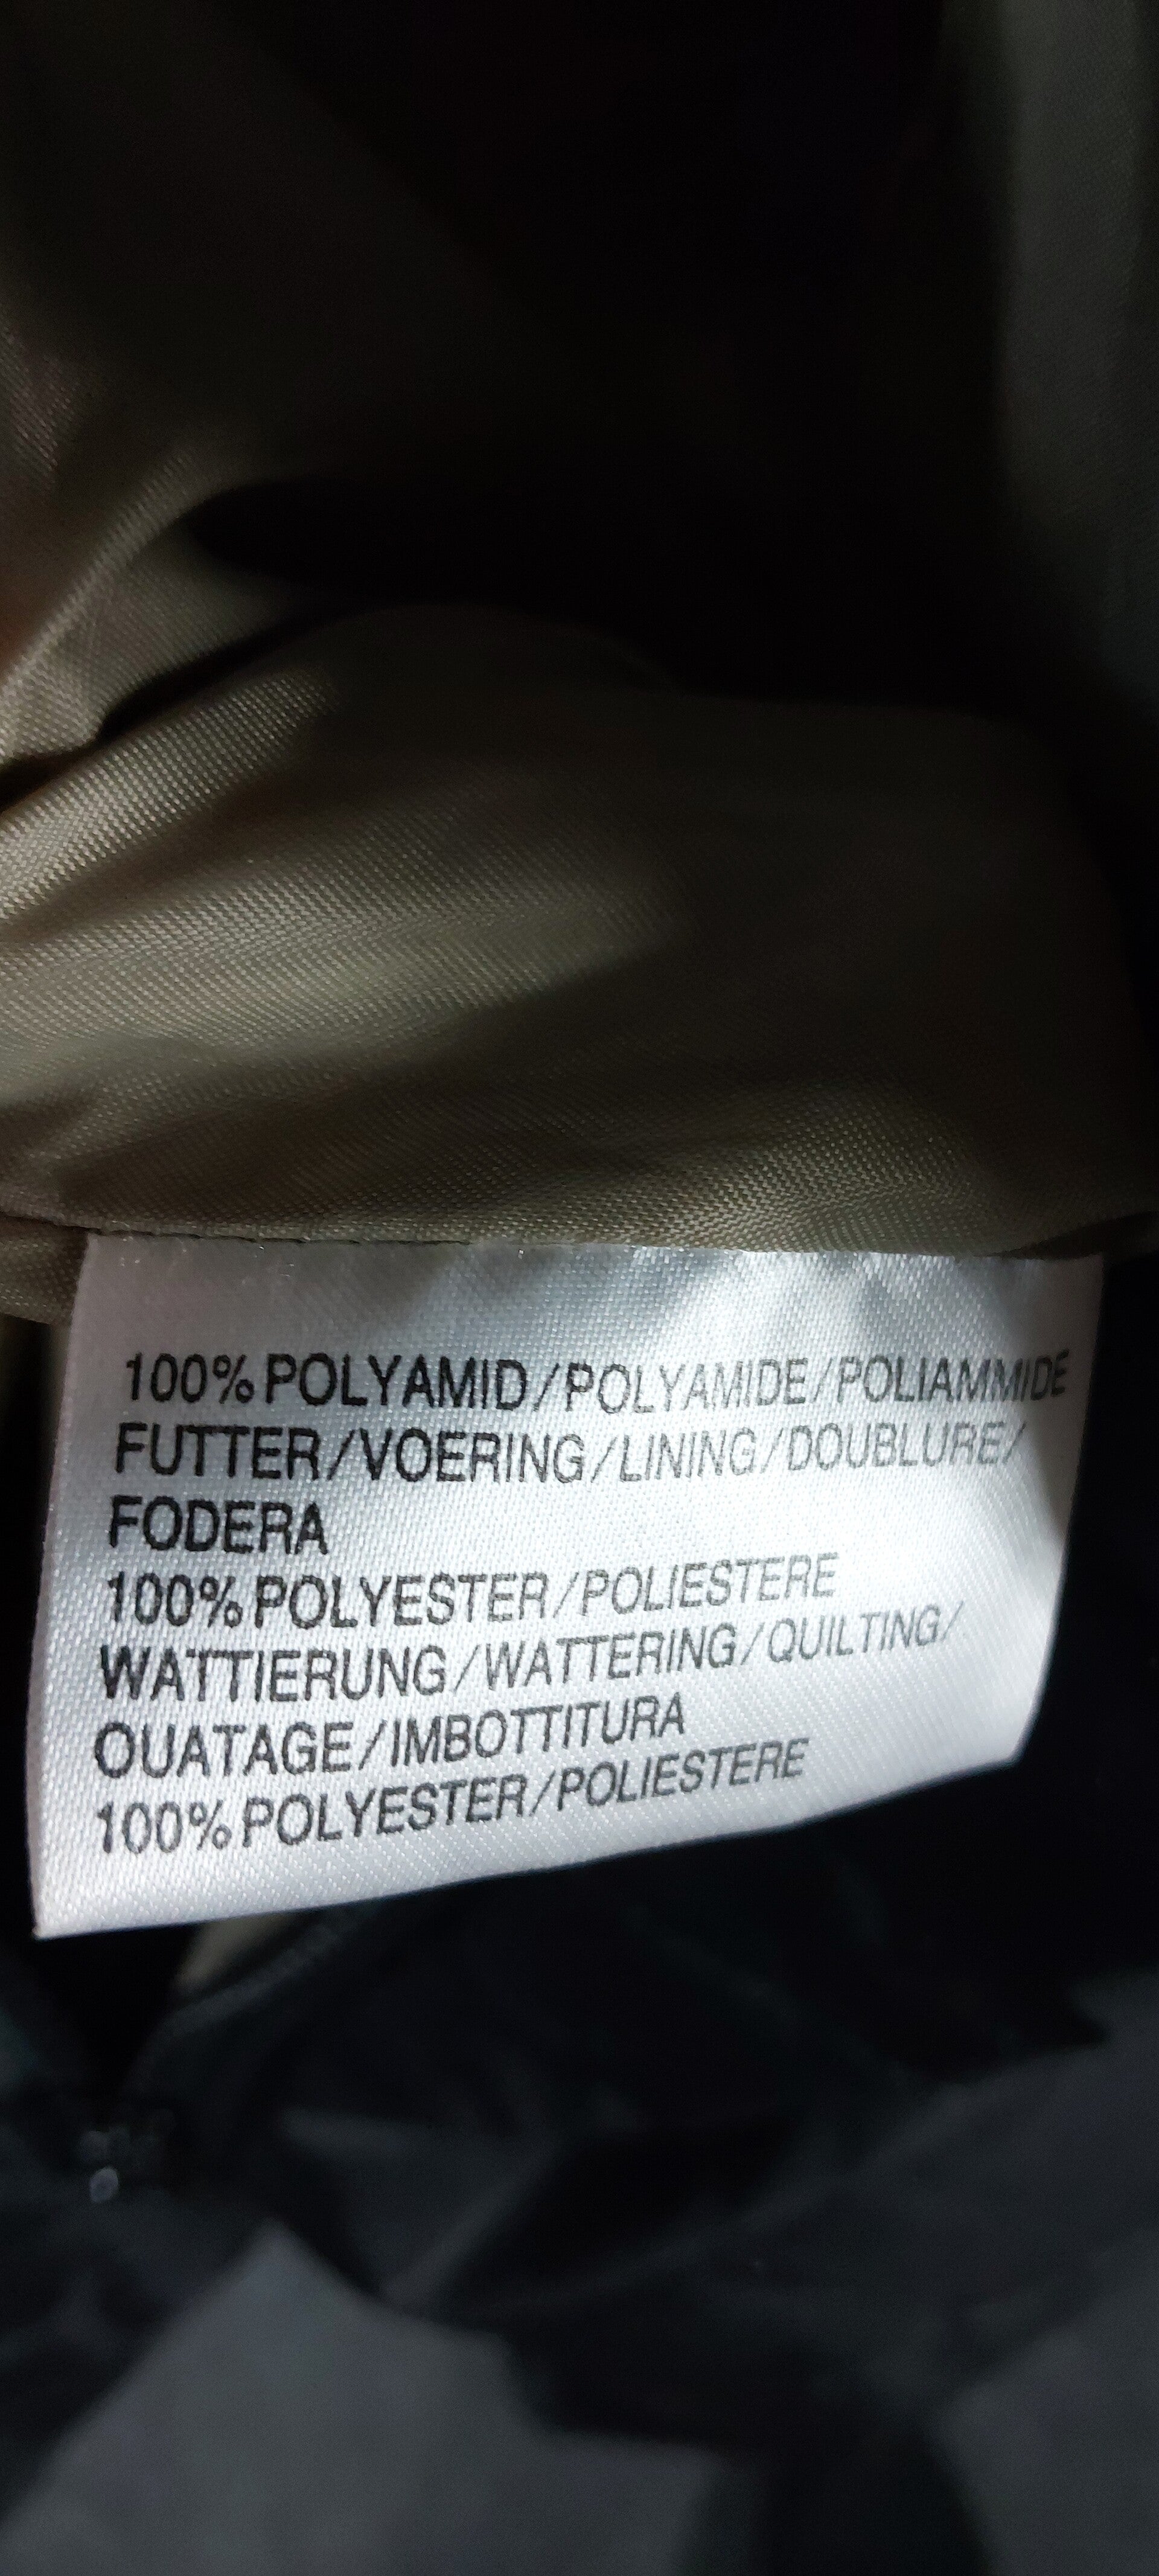 100% POLYAMID/POLYAMIDE/POLIAMMIDE
FUTTER/VOERING/LINING/DOUBLURE/
FODERA
100% POLYESTER/POLIESTERE
WATTIERUNG/WATTERING/QUILTING/
OUATAGE/IMBOTTITURA
100% POLYESTER/POLIESTERE